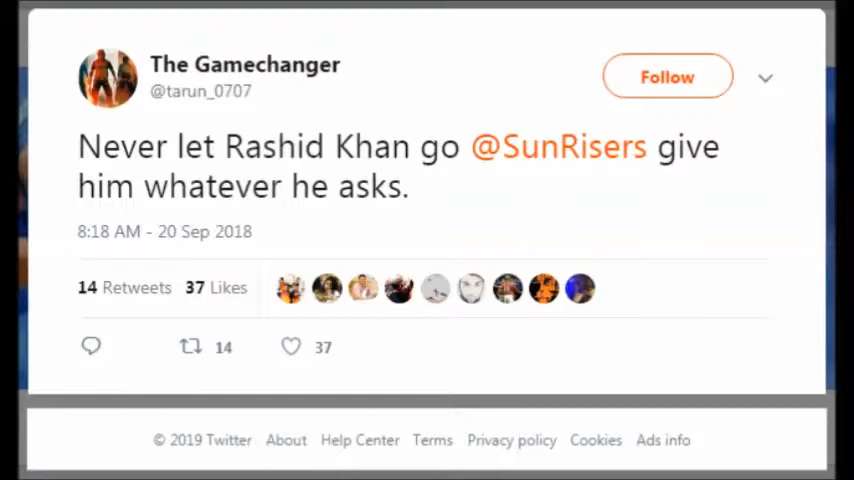 The Gamechanger
@tarun_0707
Follow
Never let Rashid Khan go @SunRisers give
him whatever he asks.
8:18 AM - 20 Sep 2018
14 Retweets 37 Likes
14 37
© 2019 Twitter About Help Center Terms Privacy policy Cookies Ads info